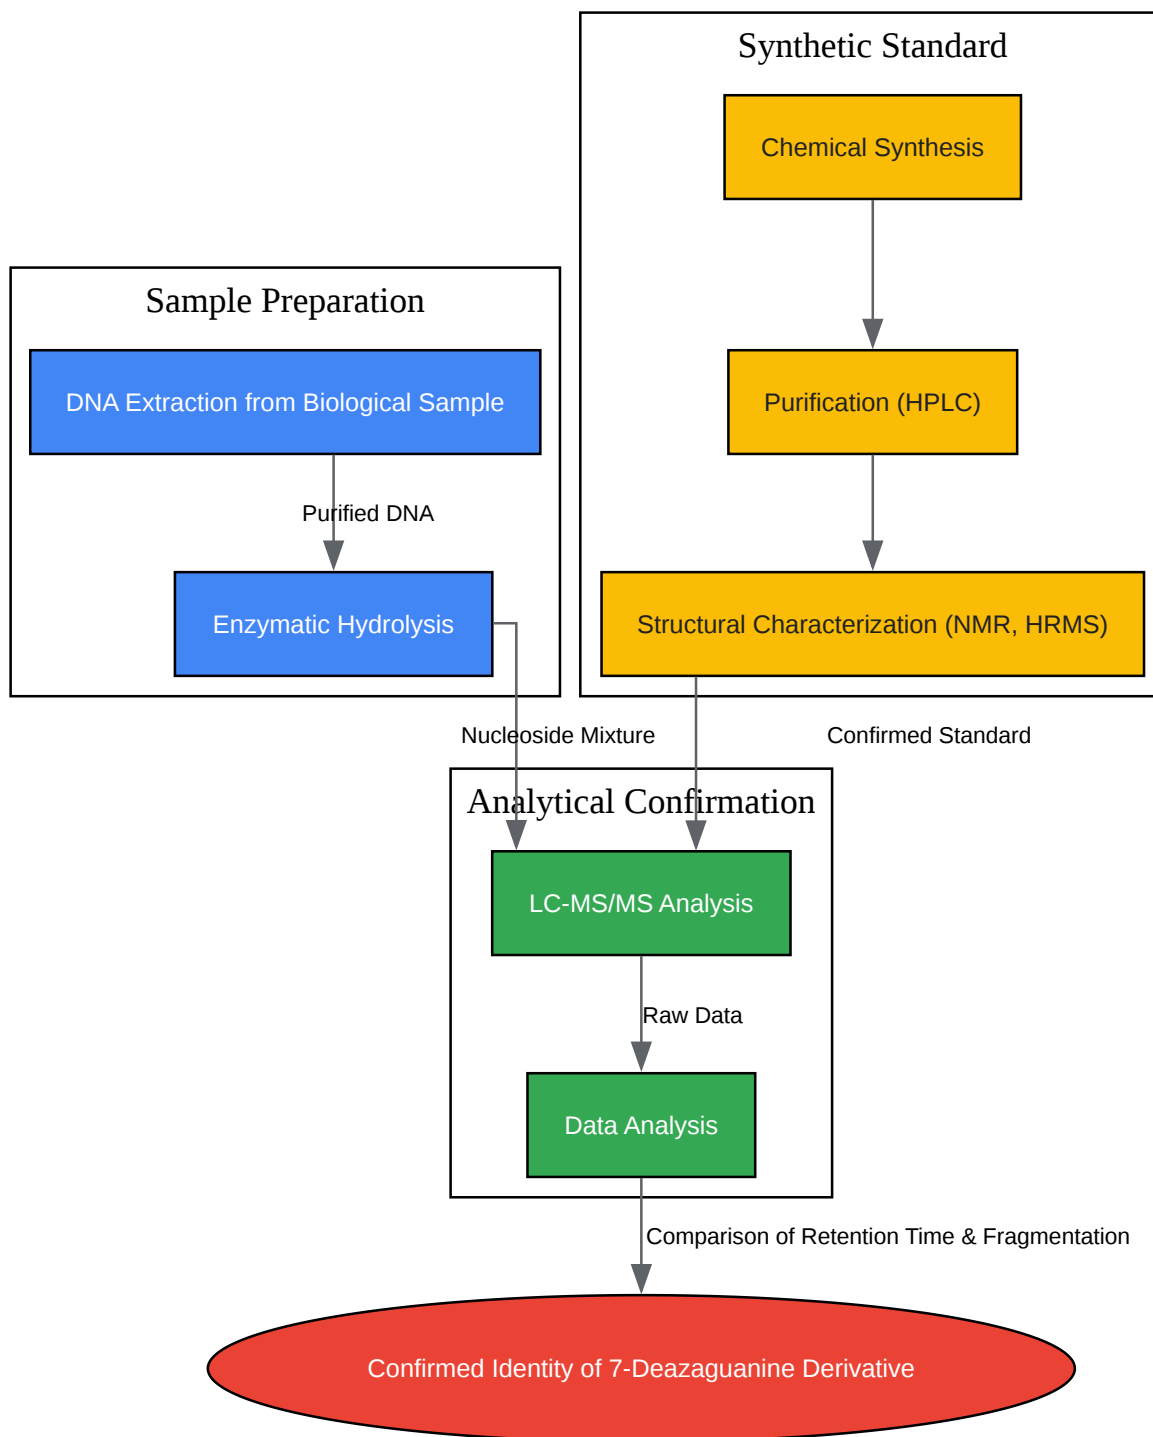 Synthetic Standard
Chemical Synthesis
Sample Preparation
DNA Extraction from Biological Sample
Purification (HPLC)
Purified DNA
Enzymatic Hydrolysis
Structural Characterization (NMR, HRMS)
Nucleoside Mixture
Confirmed Standard
Analytical Confirmation
LC-MS/MS Analysis
Raw Data
Data Analysis
Comparison of Retention Time & Fragmentation
Confirmed Identity of 7-Deazaguanine Derivative